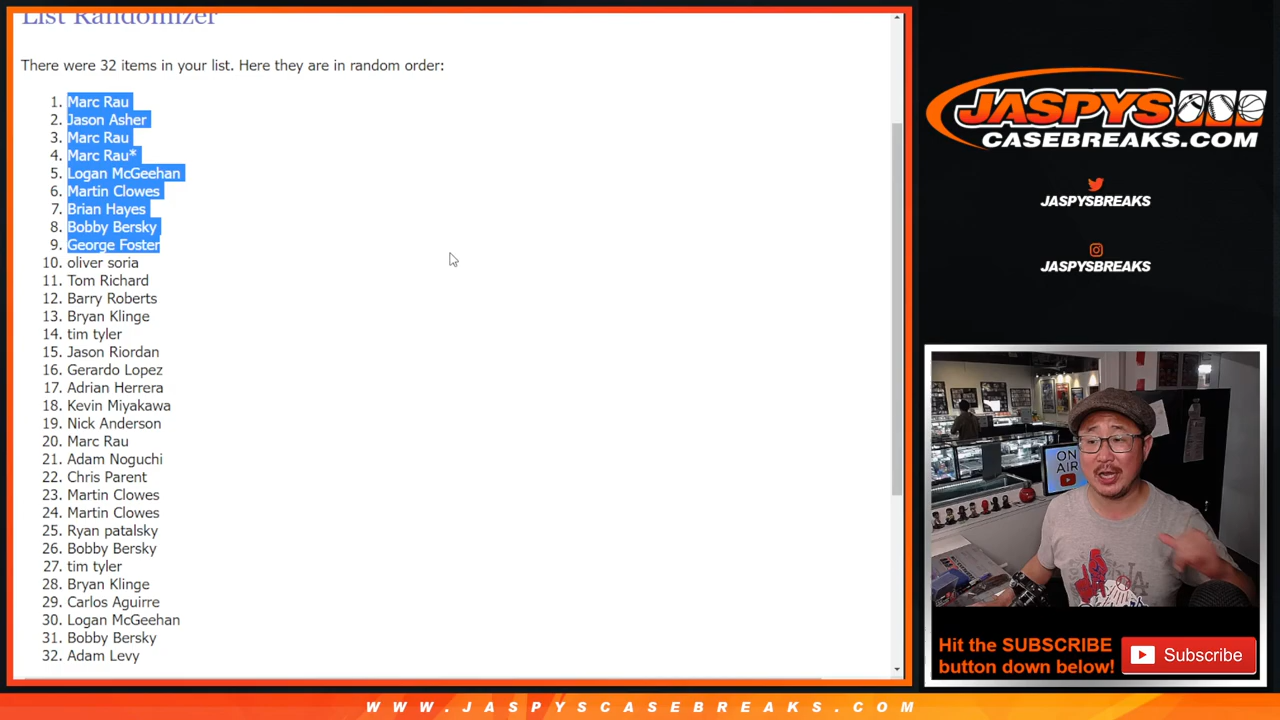 List Randomizer
There were 32 items in your list. Here they are in random order:
1. Marc Rau
2. Jason Asher
3. Marc Rau
4. Marc Rau*
5. Logan McGeehan
6. Martin Clowes
7. Brian Hayes
8. Bobby Bersky
9. George Foster
10. oliver soria
11. Tom Richard
12. Barry Roberts
13. Bryan Klinge
14. tim tyler
15. Jason Riordan
16. Gerardo Lopez
17. Adrian Herrera
18. Kevin Miyakawa
19. Nick Anderson
20. Marc Rau
21. Adam Noguchi
22. Chris Parent
23. Martin Clowes
24. Martin Clowes
25. Ryan patalsky
26. Bobby Bersky
27. tim tyler
28. Bryan Klinge
29. Carlos Aguirre
30. Logan McGeehan
31. Bobby Bersky
32. Adam Levy
JASPYS
CASEBREAKS.COM
JASPYSBREAKS
JASPYSBREAKS
ON
AIR
Hit the SUBSCRIBE
button down below!
Subscribe
WWW.JASPYSCASEBREAKS.COM